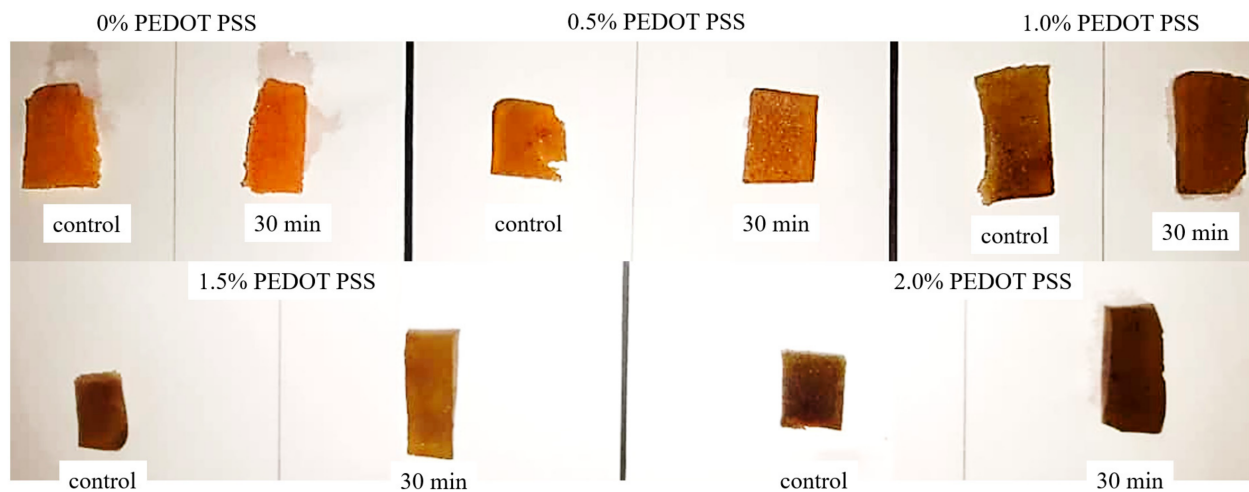 0% PEDOT PSS
0.5% PEDOT PSS
1.0% PEDOT PSS
control
30 min
control
30 min
control
30 min
1.5% PEDOT PSS
2.0% PEDOT PSS
control
30 min
control
30 min